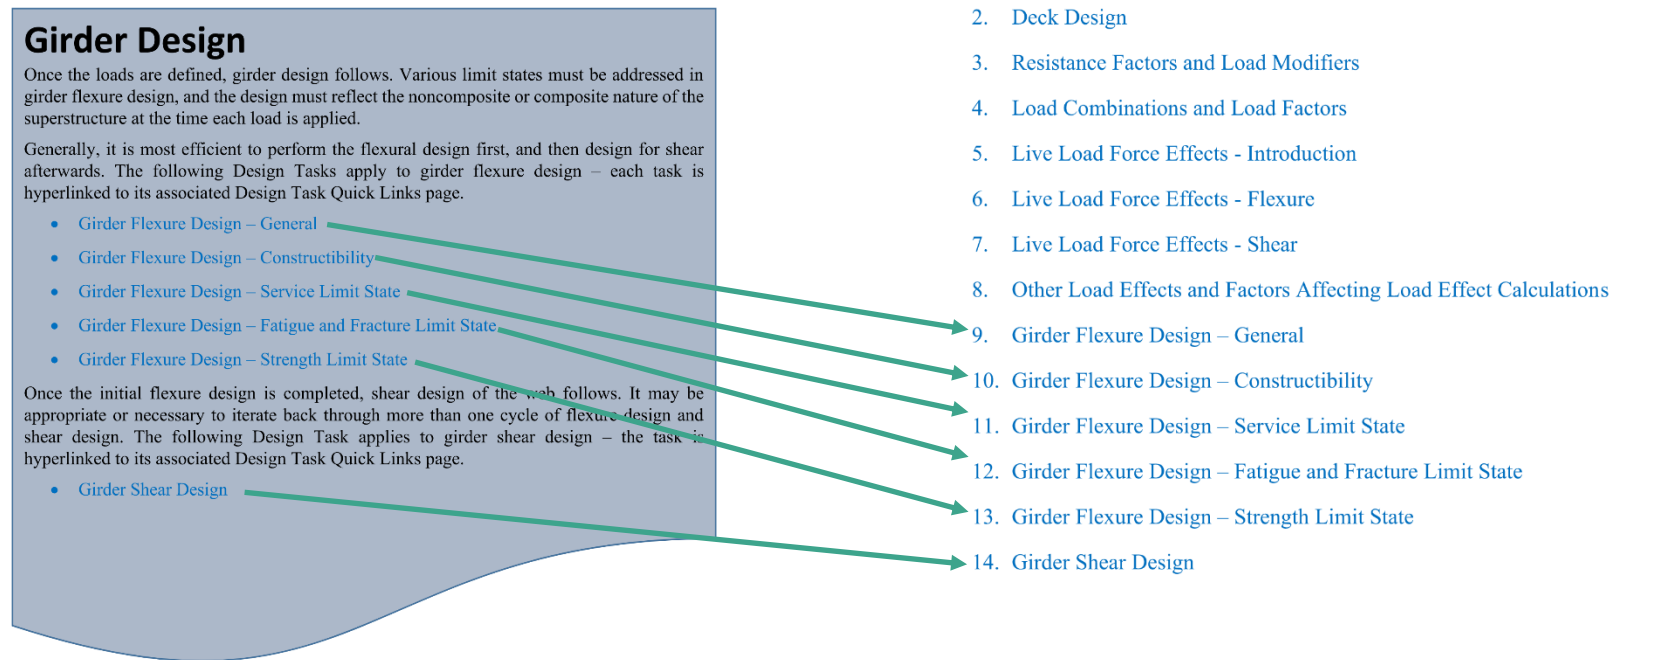 Girder Design
Once the loads are defined, girder design follows. Various limit states must be addressed in
girder flexure design, and the design must reflect the noncomposite or composite nature of the
superstructure at the time each load is applied.
Generally, it is most efficient to perform the flexural design first, and then design for shear
afterwards. The following Design Tasks apply to girder flexure design – each task is
hyperlinked to its associated Design Task Quick Links page.
• Girder Flexure Design – General
• Girder Flexure Design – Constructibility
• Girder Flexure Design – Service Limit State
• Girder Flexure Design – Fatigue and Fracture Limit State
• Girder Flexure Design – Strength Limit State
Once the initial flexure design is completed, shear design of the web follows. It may be
appropriate or necessary to iterate back through more than one cycle of flexure design and
shear design. The following Design Task applies to girder shear design – the task is
hyperlinked to its associated Design Task Quick Links page.
• Girder Shear Design
2. Deck Design
3. Resistance Factors and Load Modifiers
4. Load Combinations and Load Factors
5. Live Load Force Effects - Introduction
6. Live Load Force Effects - Flexure
7. Live Load Force Effects - Shear
8. Other Load Effects and Factors Affecting Load Effect Calculations
9. Girder Flexure Design – General
10. Girder Flexure Design – Constructibility
11. Girder Flexure Design – Service Limit State
12. Girder Flexure Design – Fatigue and Fracture Limit State
13. Girder Flexure Design – Strength Limit State
14. Girder Shear Design